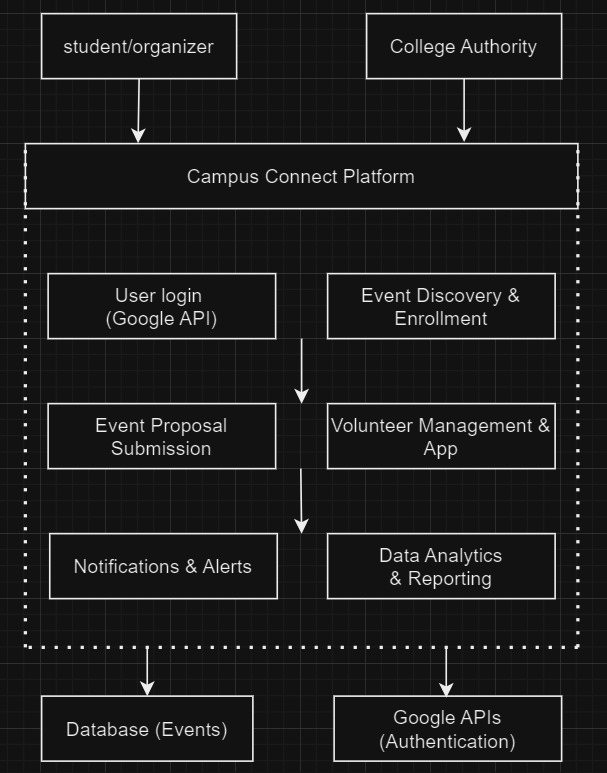 student/organizer
College Authority
Campus Connect Platform
User login
(Google API)
Event Discovery &
Enrollment
Event Proposal
Submission
Volunteer Management &
App
Notifications & Alerts
Data Analytics
& Reporting
Database (Events)
Google APIs
(Authentication)